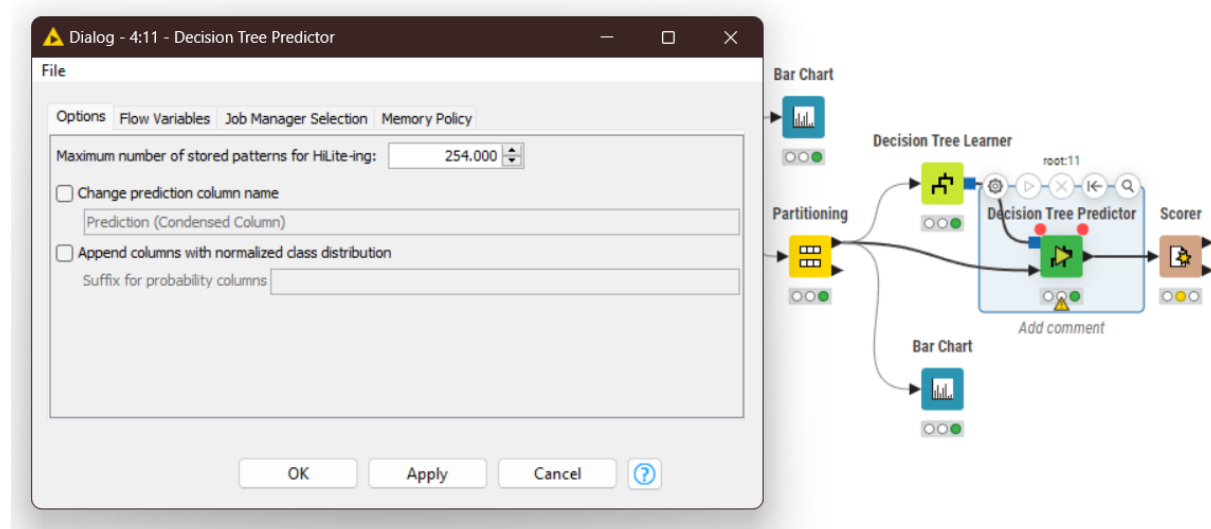 Dialog - 4:11 - Decision Tree Predictor
File
Options Flow Variables Job Manager Selection Memory Policy
Maximum number of stored patterns for HiLite-ing: 254.000
Change prediction column name
Prediction (Condensed Column)
Append columns with normalized class distribution
Suffix for probability columns
OK Apply Cancel ?
Bar Chart
Decision Tree Learner
root:11
Partitioning
Decision Tree Predictor
Scorer
Add comment
Bar Chart